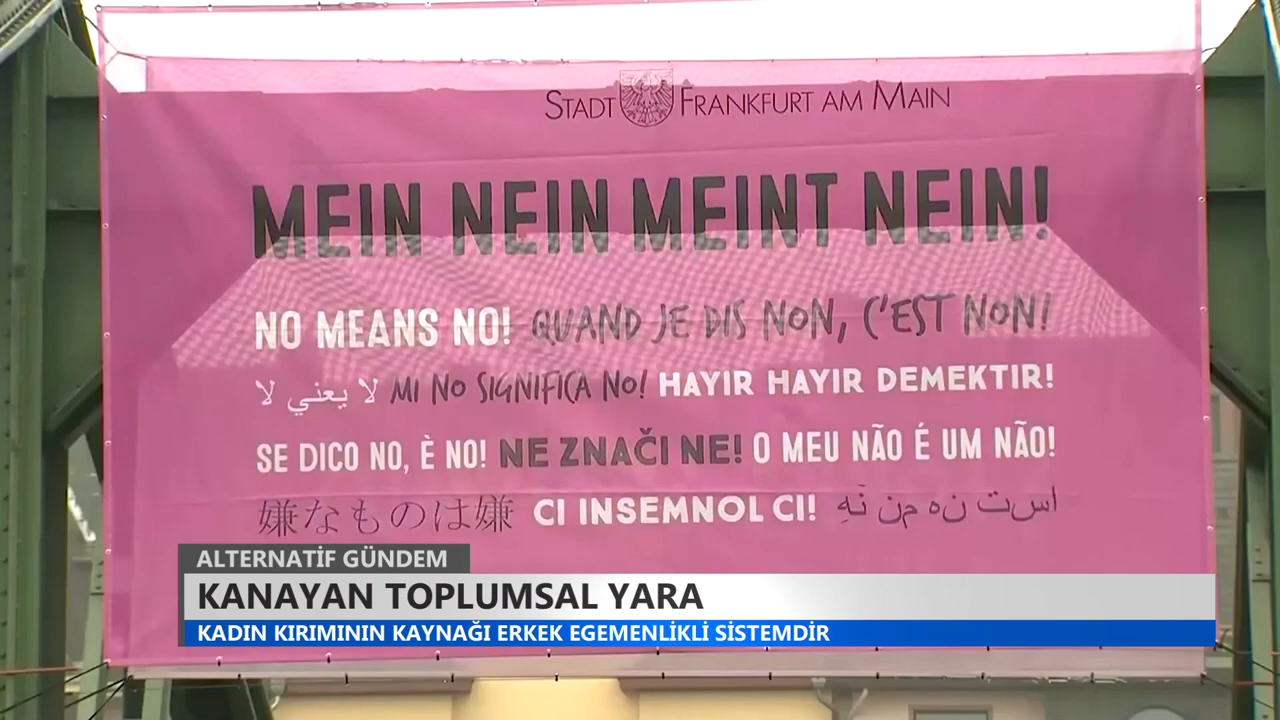 STADT FRANKFURT AM MAIN
MEIN NEIN MEINT NEIN!
NO MEANS NO! QUAND JE DIS NON, C'EST NON!
لا يعني لا MI NO SIGNIFICA NO! HAYIR HAYIR DEMEKTIR!
SE DICO NO, È NO! NE ZNAČI NE! O MEU NÃO É UM NÃO!
嫌なものは嫌 CI INSEMNOL CI! نَهِ من نه است
ALTERNATİF GÜNDEM
KANAYAN TOPLUMSAL YARA
KADIN KIRIMININ KAYNAĞI ERKEK EGEMENLİKLİ SİSTEMDİR